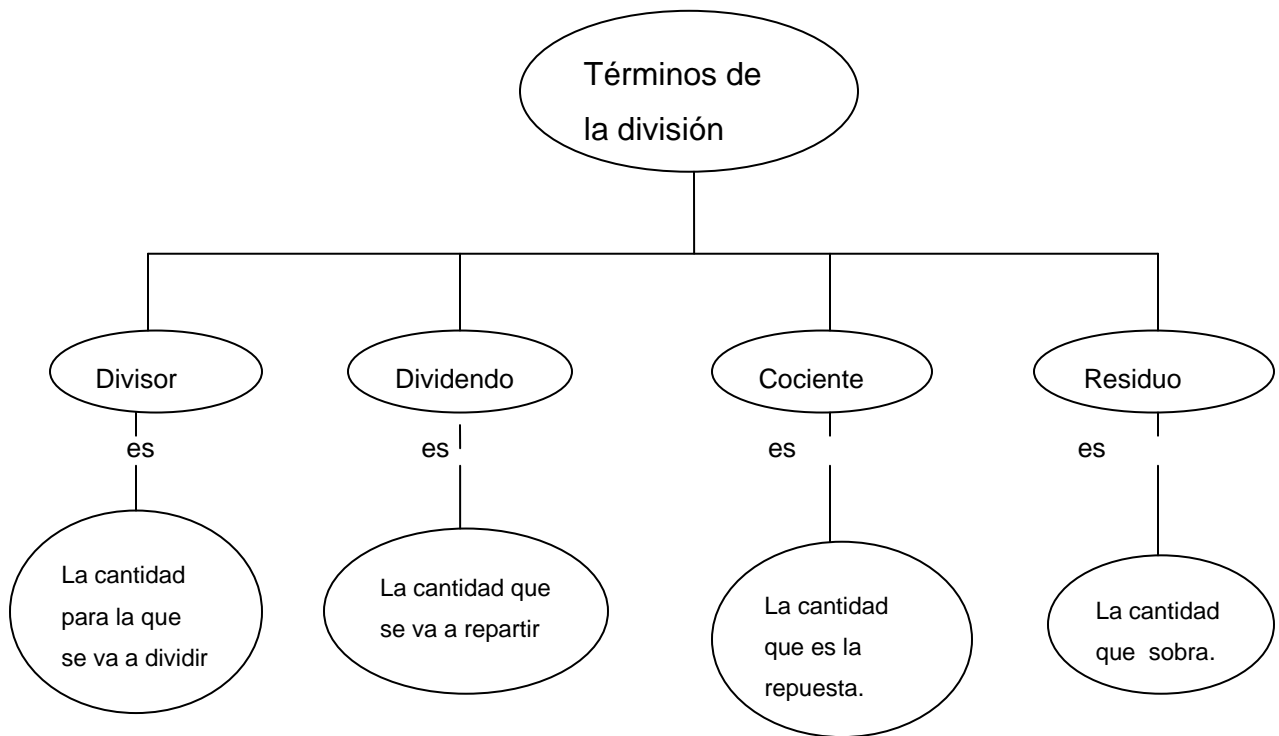 Términos de
la división
Divisor
Dividendo
Cociente
Residuo
es
es
es
es
La cantidad
para la que
se va a dividir
La cantidad que
se va a repartir
La cantidad
que es la
repuesta.
La cantidad
que sobra.